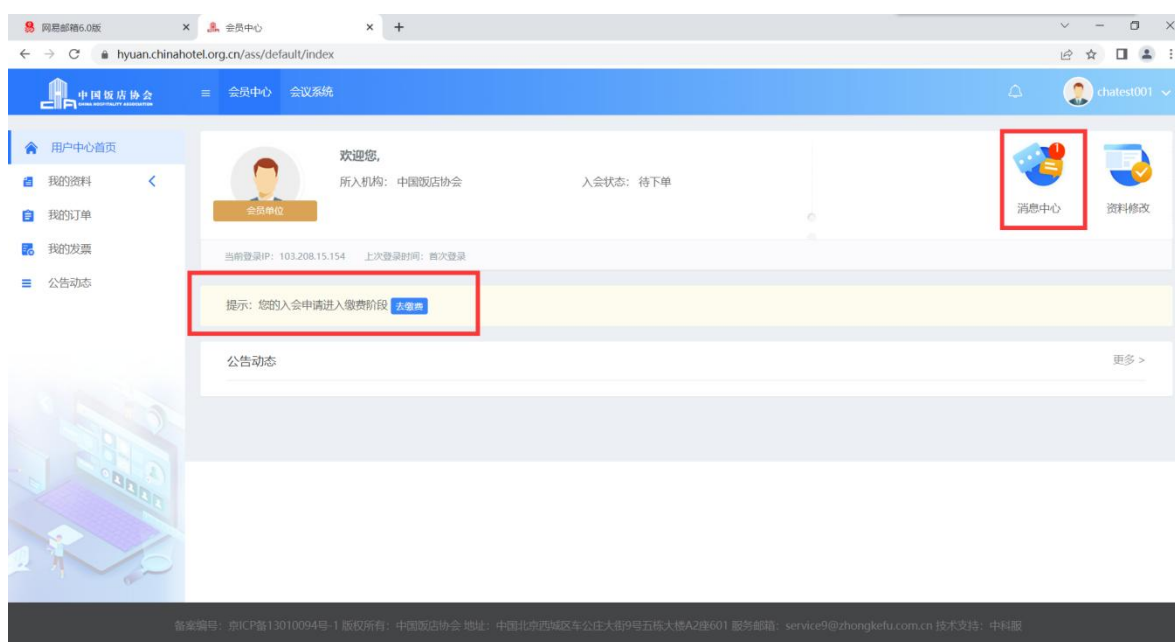 网易邮箱6.0版
会员中心
hyuan.chinahotel.org.cn/ass/default/index
中国饭店协会
CHINA HOSPITALITY ASSOCIATION
会员中心 会议系统
chatest001
用户中心首页
我的资料
我的订单
我的发票
公告动态
会员单位
欢迎您,
所入机构: 中国饭店协会 入会状态: 待下单
消息中心
资料修改
当前登录IP: 103.208.15.154 上次登录时间: 首次登录
提示: 您的入会申请进入缴费阶段 去缴费
公告动态 更多 >
备案编号: 京ICP备13010094号-1 版权所有: 中国饭店协会 地址: 中国北京西城区车公庄大街9号五栋大楼A2座601 服务邮箱: service9@zhongkefu.com.cn 技术支持: 中科服